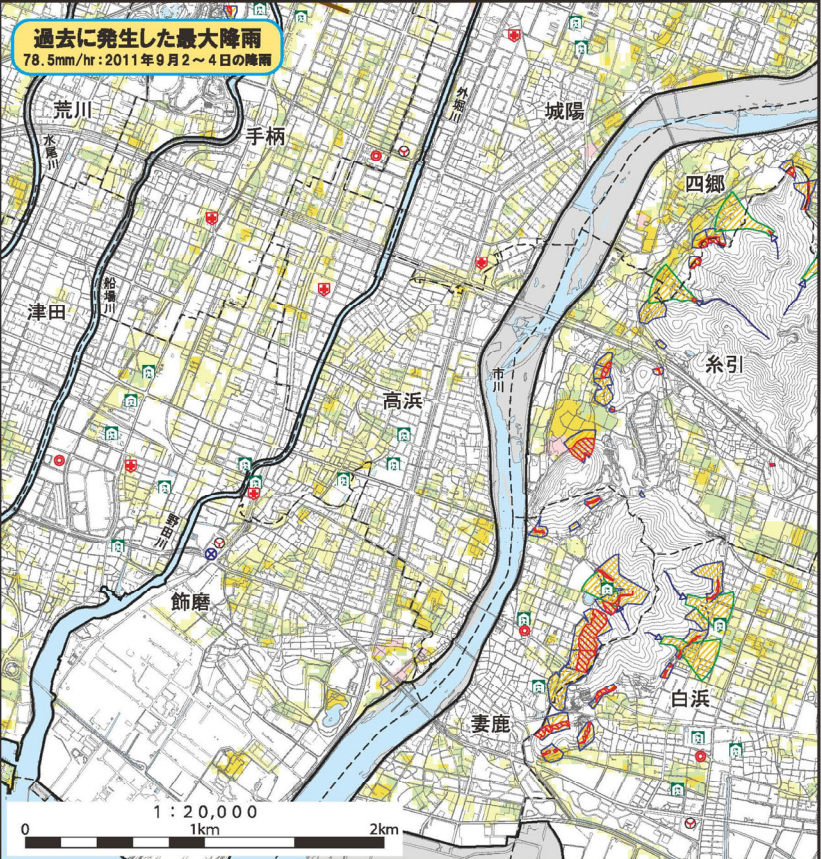 過去に発生した最大降雨
78.5mm/hr:2011年9月2～4日の降雨
荒川
水尾川
手柄
外堀川
城陽
四郷
津田
船場川
糸引
市川
高浜
野田川
飾磨
妻鹿
白浜
1:20,000
0 1km 2km